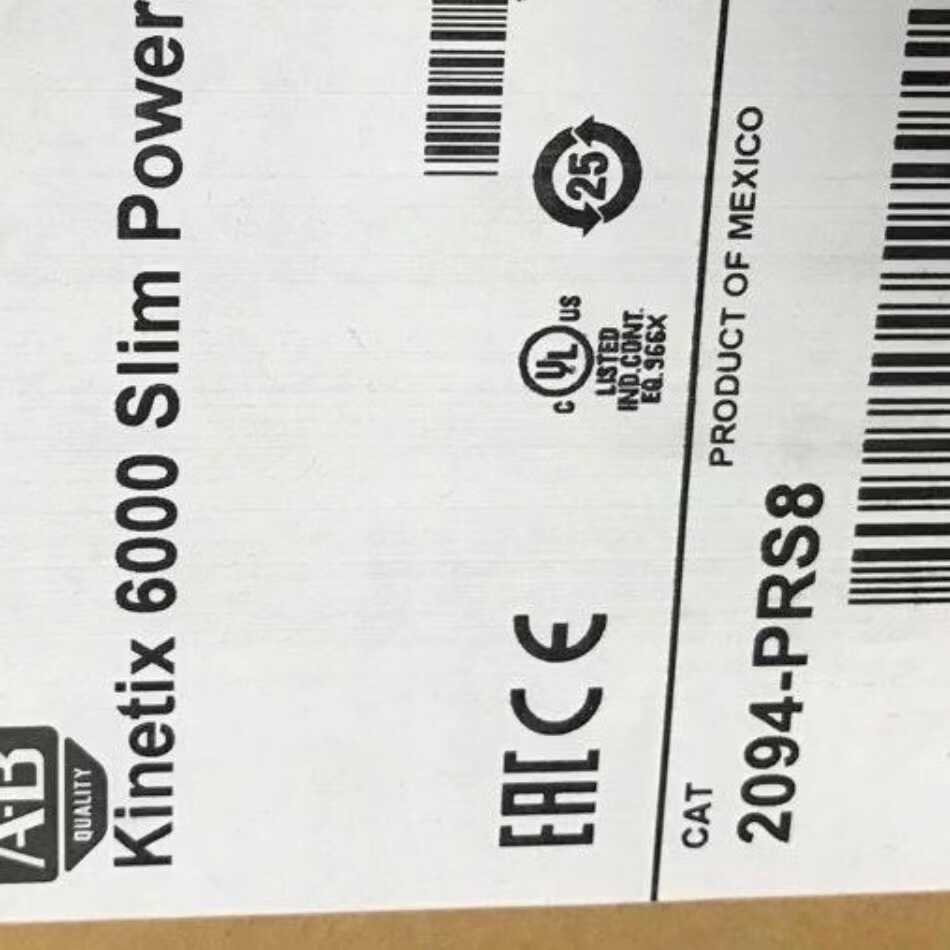 A-B
QUALITY
Kinetix 6000 Slim Power
EAC CE
C UL US
LISTED
IND.CONT.
EQ.966X
25
CAT
PRODUCT OF MEXICO
2094-PRS8